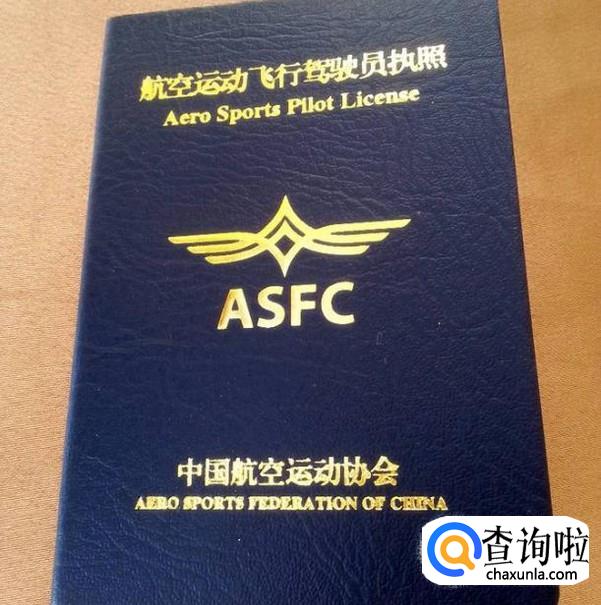 航空运动飞行驾驶员执照
Aero Sports Pilot License
ASFC
中国航空运动协会
AERO SPORTS FEDERATION OF CHINA
查询啦
chaxunla.com